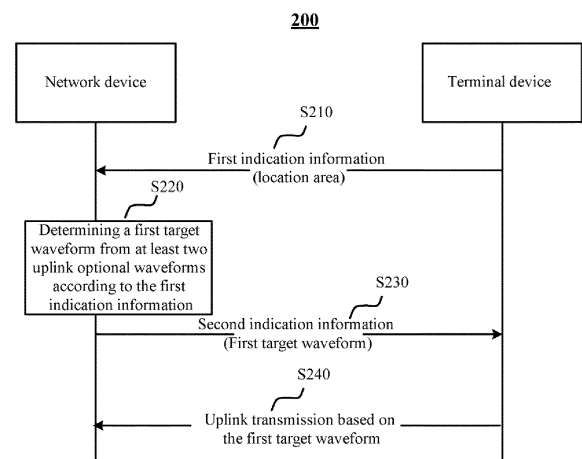 200
Network device
Terminal device
S210
First indication information
(location area)
S220
Determining a first target
waveform from at least two
uplink optional waveforms
according to the first
indication information
S230
Second indication information
(First target waveform)
S240
Uplink transmission based on
the first target waveform